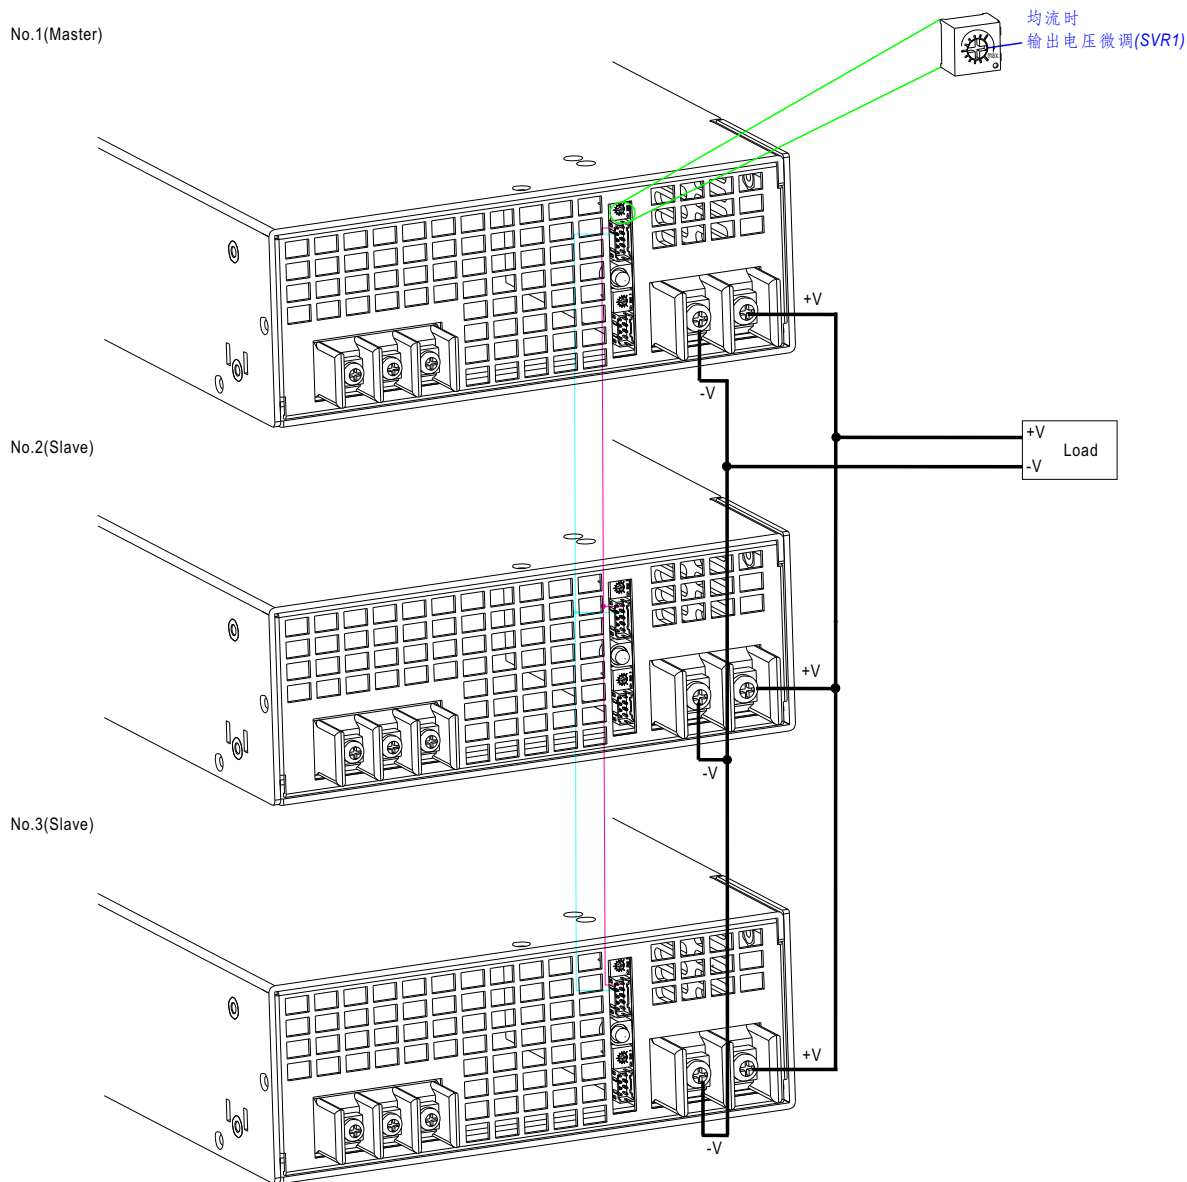 No.1(Master)
均流时
输出电压微调(SVR1)
max.
+V
-V
No.2(Slave)
+V
Load
-V
+V
-V
No.3(Slave)
+V
-V